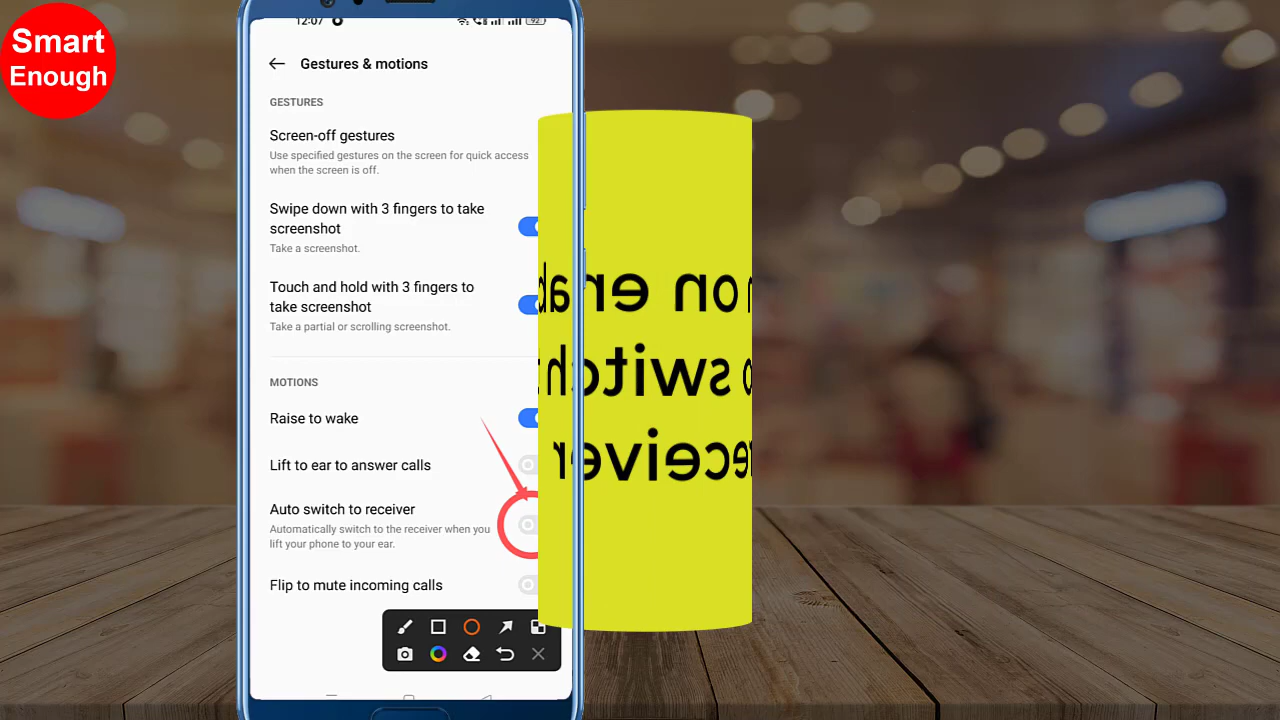 Smart
Enough
12:07
92
Gestures & motions
GESTURES
Screen-off gestures
Use specified gestures on the screen for quick access
when the screen is off.
Swipe down with 3 fingers to take
screenshot
Take a screenshot.
Touch and hold with 3 fingers to
take screenshot
Take a partial or scrolling screenshot.
MOTIONS
Raise to wake
Lift to ear to answer calls
Auto switch to receiver
Automatically switch to the receiver when you
lift your phone to your ear.
Flip to mute incoming calls
on
switch
receiver